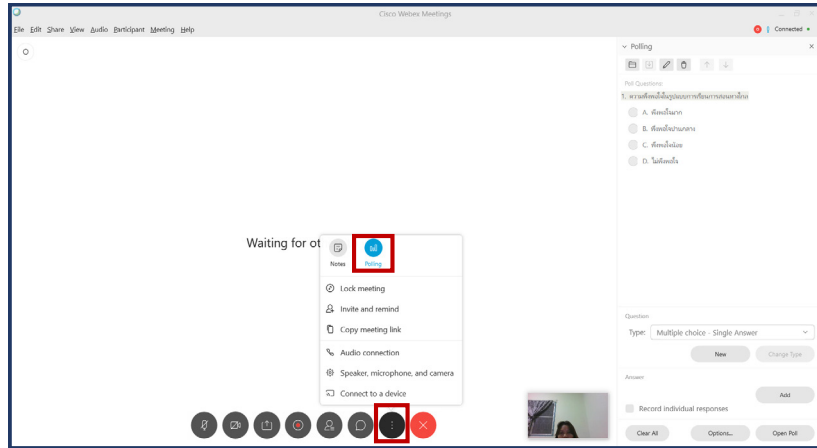 Cisco Webex Meetings
File Edit Share View Audio Participant Meeting Help
Connected
Polling
Poll Questions:
1. ความพึงพอใจในรูปแบบการเรียนการสอนทางไกล
A. พึงพอใจมาก
B. พึงพอใจปานกลาง
C. พึงพอใจน้อย
D. ไม่พึงพอใจ
Waiting for ot
Notes
Polling
Lock meeting
Invite and remind
Copy meeting link
Audio connection
Speaker, microphone, and camera
Connect to a device
Question
Type: Multiple choice - Single Answer
New
Change Type
Answer
Add
Record individual responses
Clear All
Options...
Open Poll